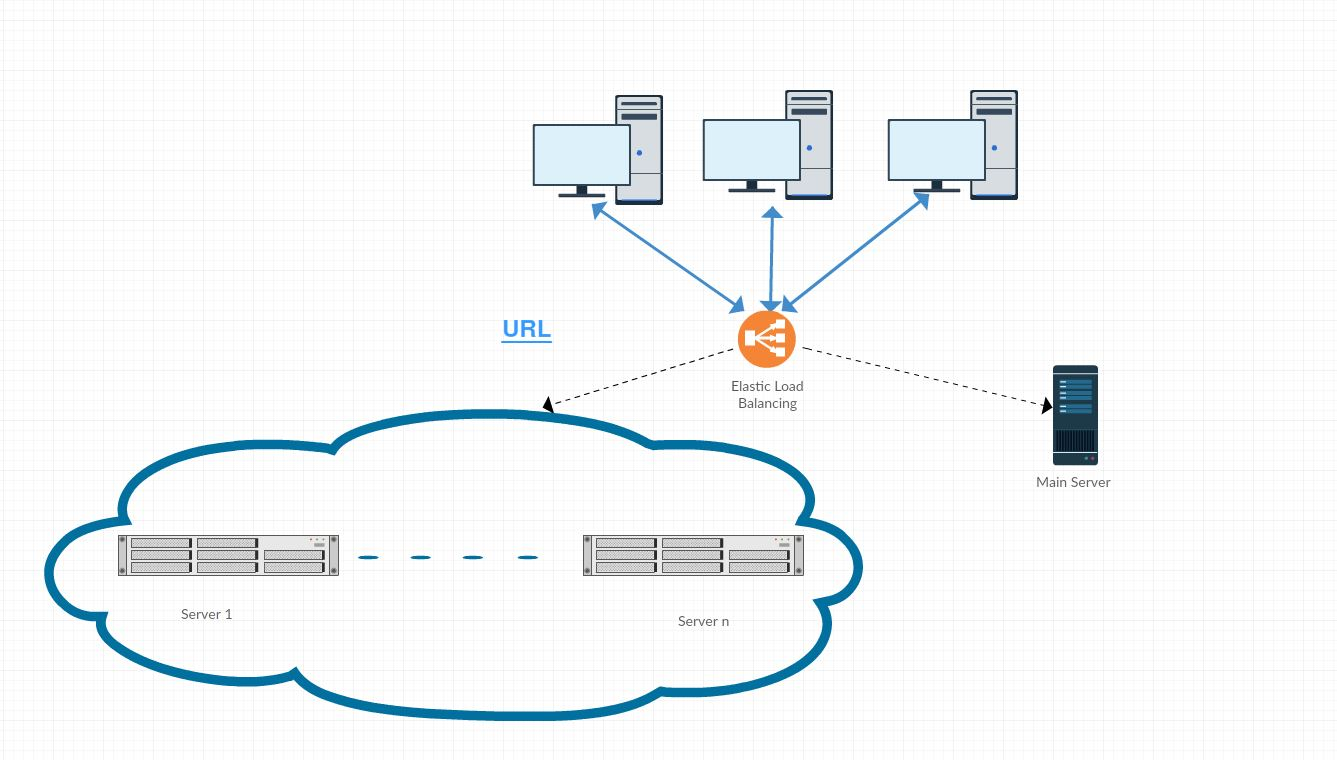 URL
Elastic Load
Balancing
Main Server
Server 1
Server n